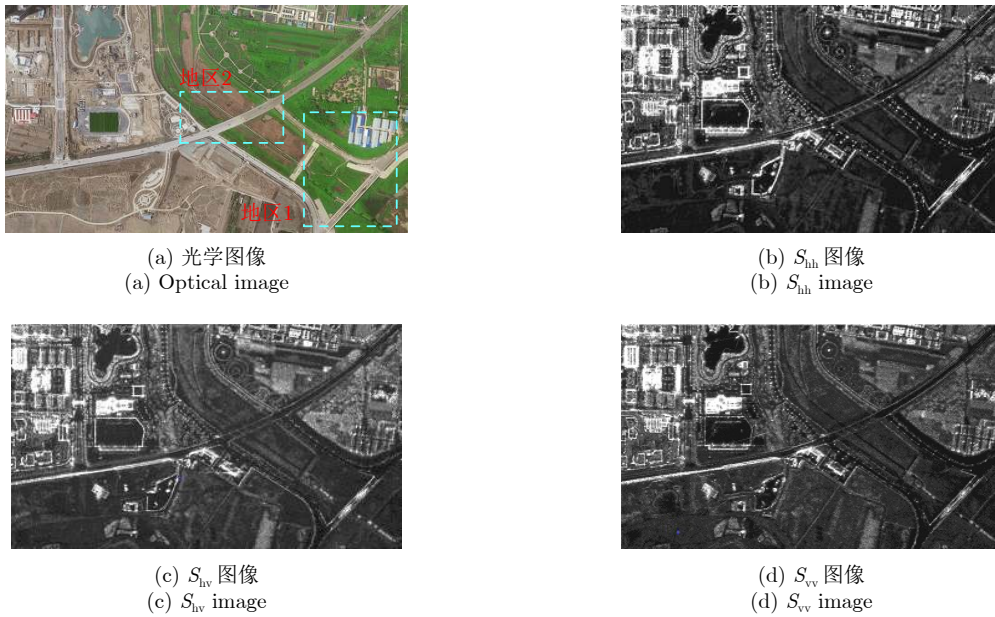 地区2
地区1
(a) 光学图像
(a) Optical image
(b) Shh 图像
(b) Shh image
(c) Shv 图像
(c) Shv image
(d) Svv 图像
(d) Svv image